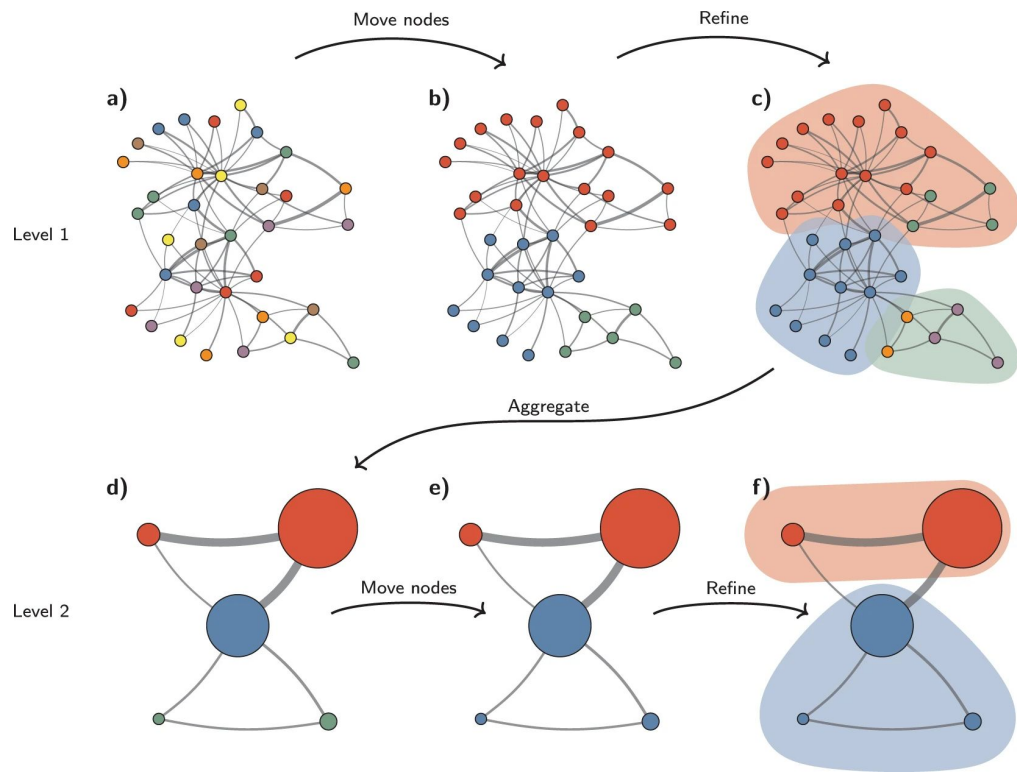 Move nodes
Refine
a)
b)
c)
Level 1
Aggregate
d)
e)
f)
Move nodes
Refine
Level 2